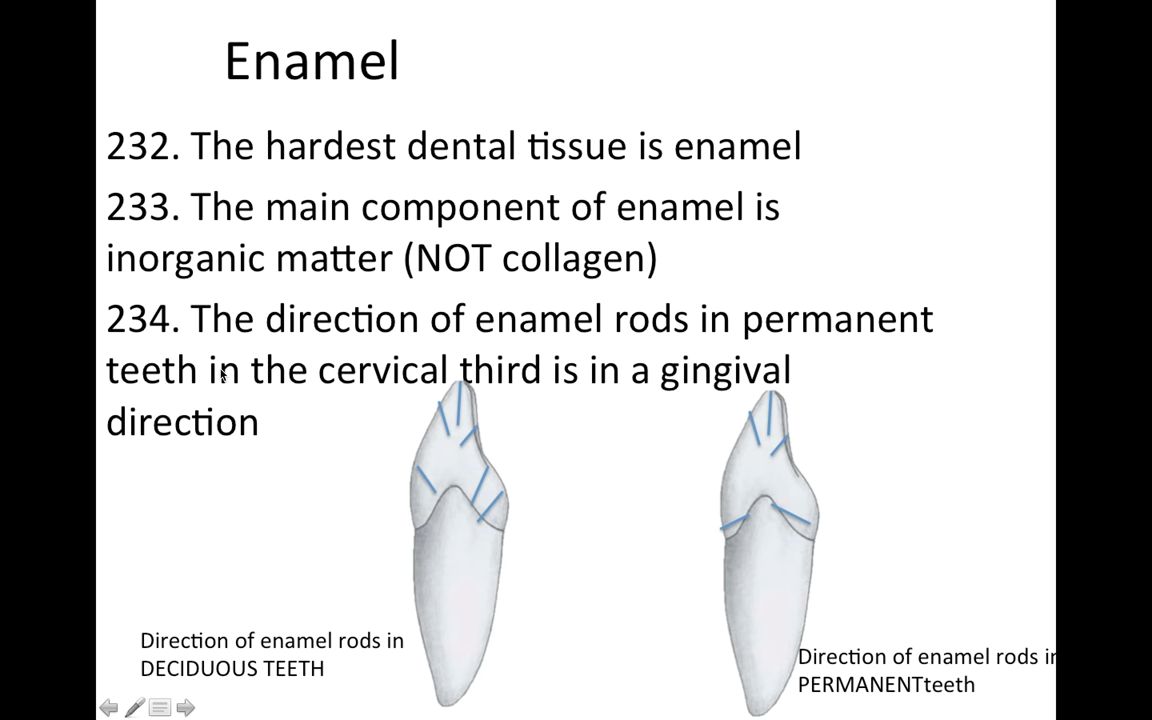 Enamel
232. The hardest dental tissue is enamel
233. The main component of enamel is
inorganic matter (NOT collagen)
234. The direction of enamel rods in permanent
teeth in the cervical third is in a gingival
direction
Direction of enamel rods in
DECIDUOUS TEETH
Direction of enamel rods in
PERMANENTteeth